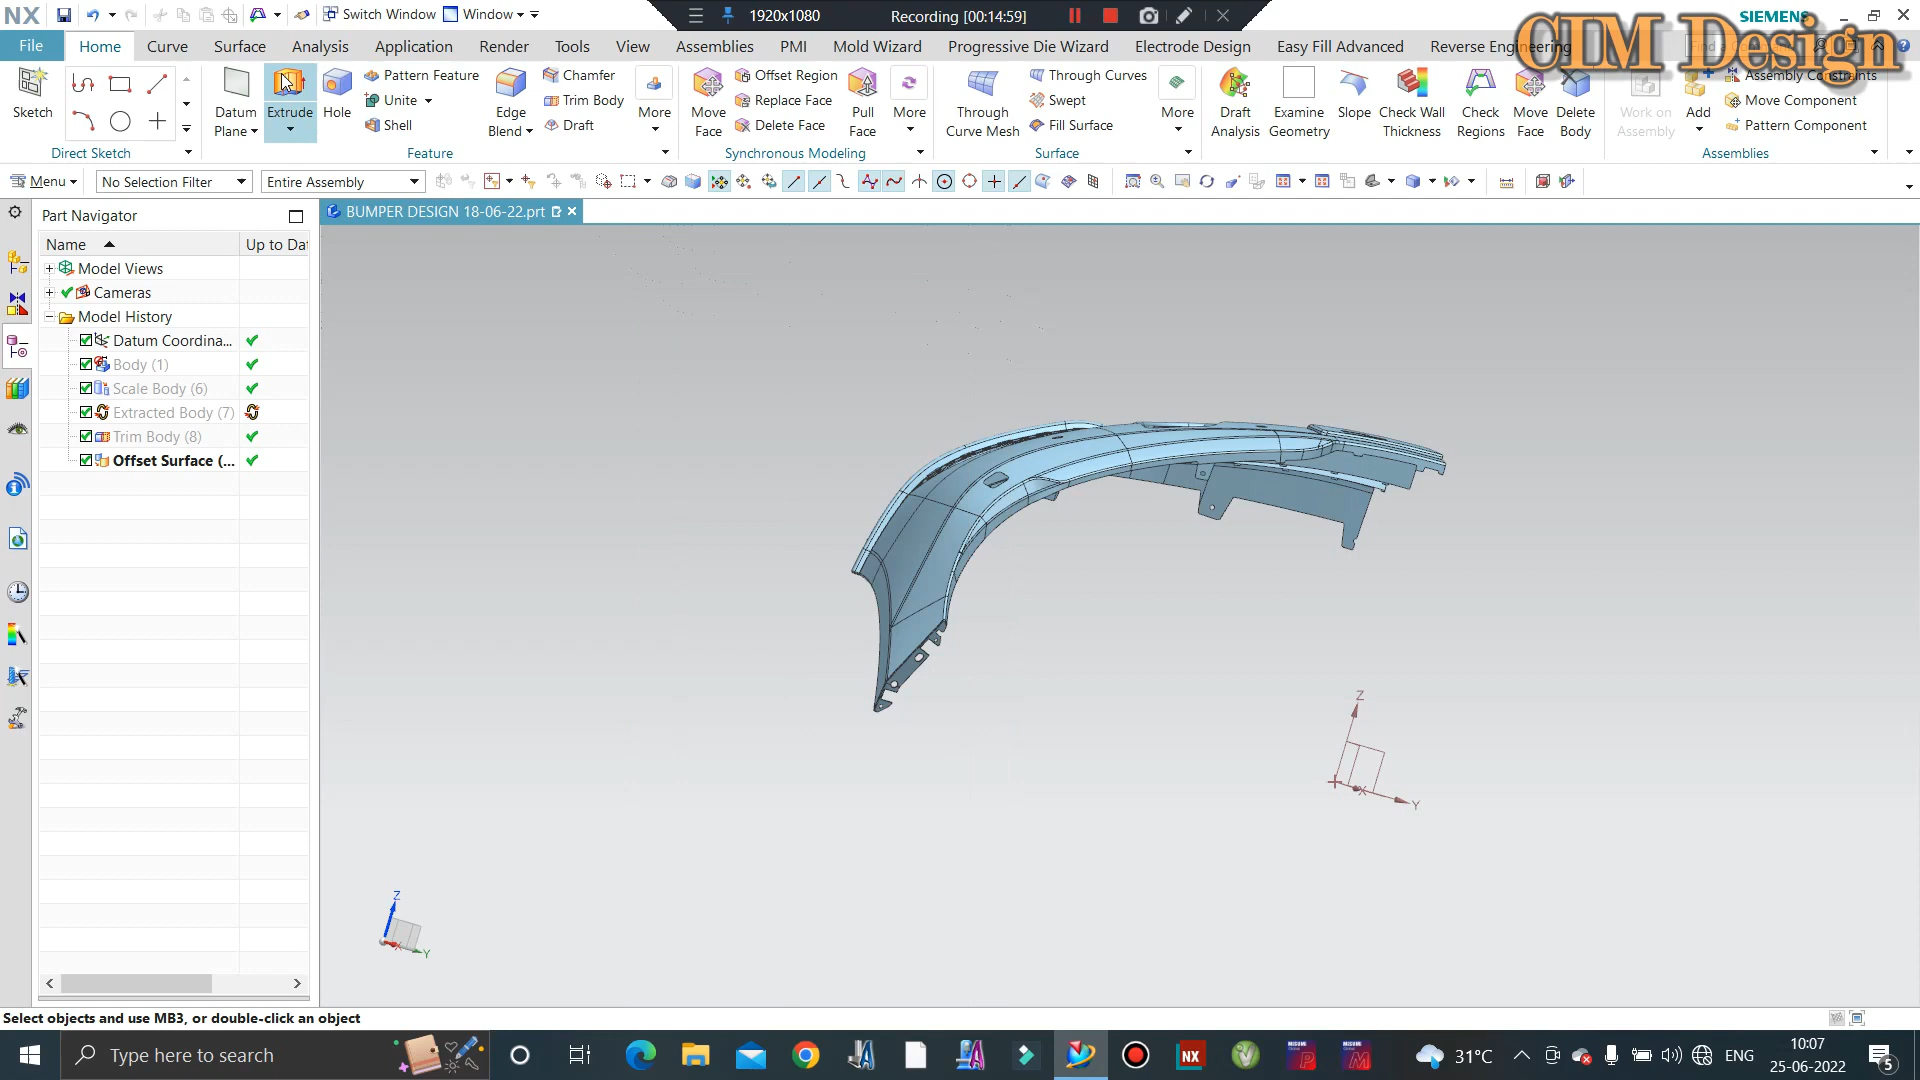 NX
Switch Window
Window
1920x1080
Recording [00:14:59]
SIEMENS
CIM Design
File
Home
Curve
Surface
Analysis
Application
Render
Tools
View
Assemblies
PMI
Mold Wizard
Progressive Die Wizard
Electrode Design
Easy Fill Advanced
Reverse Engineering
Sketch
Datum Plane
Extrude
Hole
Pattern Feature
Unite
Shell
Edge Blend
Chamfer
Trim Body
Draft
More
Move Face
Offset Region
Replace Face
Delete Face
Pull Face
More
Through Curve Mesh
Through Curves
Swept
Fill Surface
More
Draft Analysis
Examine Geometry
Slope
Check Wall Thickness
Check Regions
Move Face
Delete Body
Work on Assembly
Add
Assembly Constraints
Move Component
Pattern Component
Direct Sketch
Feature
Synchronous Modeling
Surface
Assemblies
Menu
No Selection Filter
Entire Assembly
Part Navigator
BUMPER DESIGN 18-06-22.prt
Name
Up to Dat
Model Views
Cameras
Model History
Datum Coordina...
Body (1)
Scale Body (6)
Extracted Body (7)
Trim Body (8)
Offset Surface (...
Z
Y
X
Z
X
Y
Select objects and use MB3, or double-click an object
Type here to search
31°C
ENG
10:07
25-06-2022
5